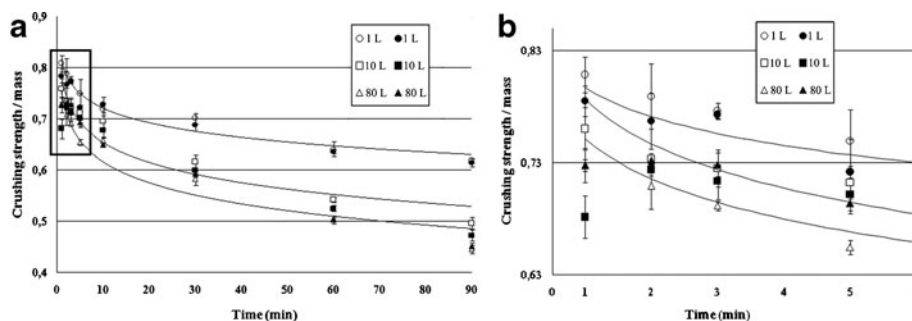 a
0,9
0,8
0,7
0,6
0,5
0,4
Crushing strength / mass
1 L 1 L
10 L 10 L
80 L 80 L
0 10 20 30 40 50 60 70 80 90
Time (min)
b
0,83
0,73
0,63
Crushing strength / mass
1 L 1 L
10 L 10 L
80 L 80 L
0 1 2 3 4 5 6
Time (min)